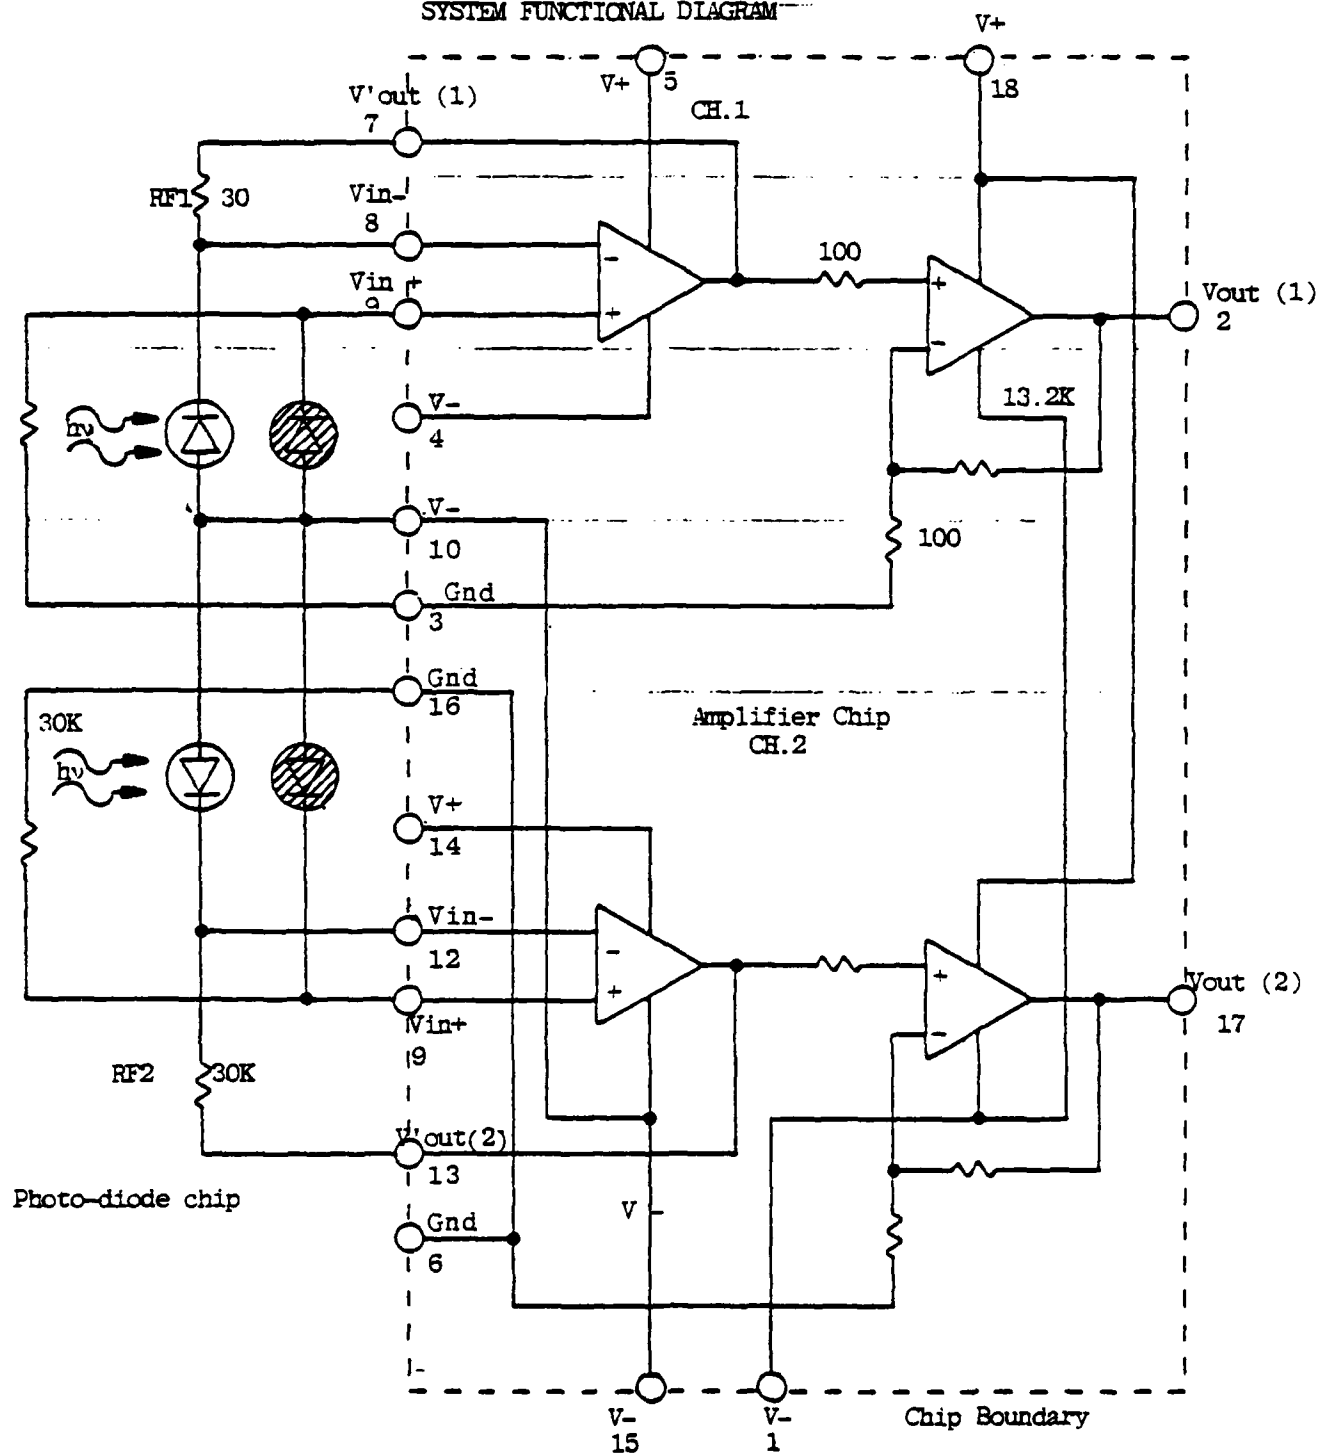 SYSTEM FUNCTIONAL DIAGRAM
V+
18
V+ 5
CH.1
V'out (1)
7
RF1 30
Vin-
8
100
Vin +
9
- +
+ -
Vout (1)
2
hν
V-
4
13.2K
V-
10
100
Gnd
3
Gnd
16
30K
Amplifier Chip
CH.2
hν
V+
14
Vin-
12
- +
+ -
Vout (2)
17
Vin+
9
RF2 30K
V'out(2)
13
Photo-diode chip
V -
Gnd
6
V-
15
V-
1
Chip Boundary